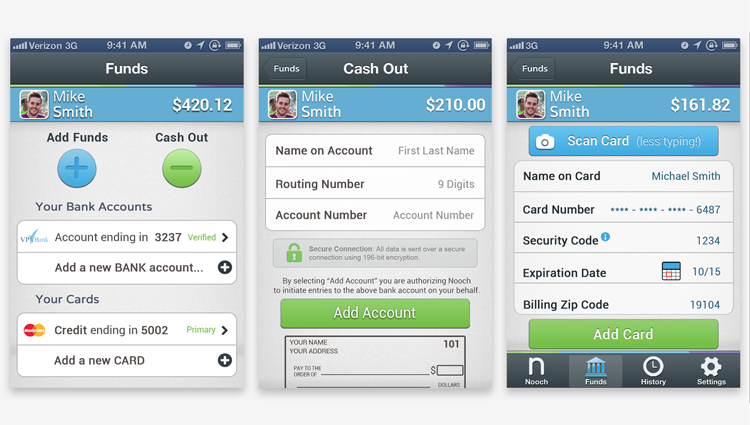 Verizon 3G 9:41 AM
Funds
Mike
Smith
$420.12
Add Funds Cash Out
Your Bank Accounts
VP Bank Account ending in 3237 Verified
Add a new BANK account...
Your Cards
MasterCard Credit ending in 5002 Primary
Add a new CARD
Verizon 3G 9:41 AM
Funds Cash Out
Mike
Smith
$210.00
Name on Account First Last Name
Routing Number 9 Digits
Account Number Account Number
Secure Connection: All data is sent over a secure
connection using 196-bit encryption.
By selecting "Add Account" you are authorizing Nooch
to initiate entries to the above bank account on your behalf.
Add Account
YOUR NAME 101
YOUR ADDRESS
PAY TO THE
ORDER OF $
DOLLARS
3G 9:41 AM
Funds Funds
Mike
Smith
$161.82
Scan Card (less typing!)
Name on Card Michael Smith
Card Number **** - **** - **** - 6487
Security Code i 1234
Expiration Date 10/15
Billing Zip Code 19104
Add Card
n
Nooch Funds History Settings